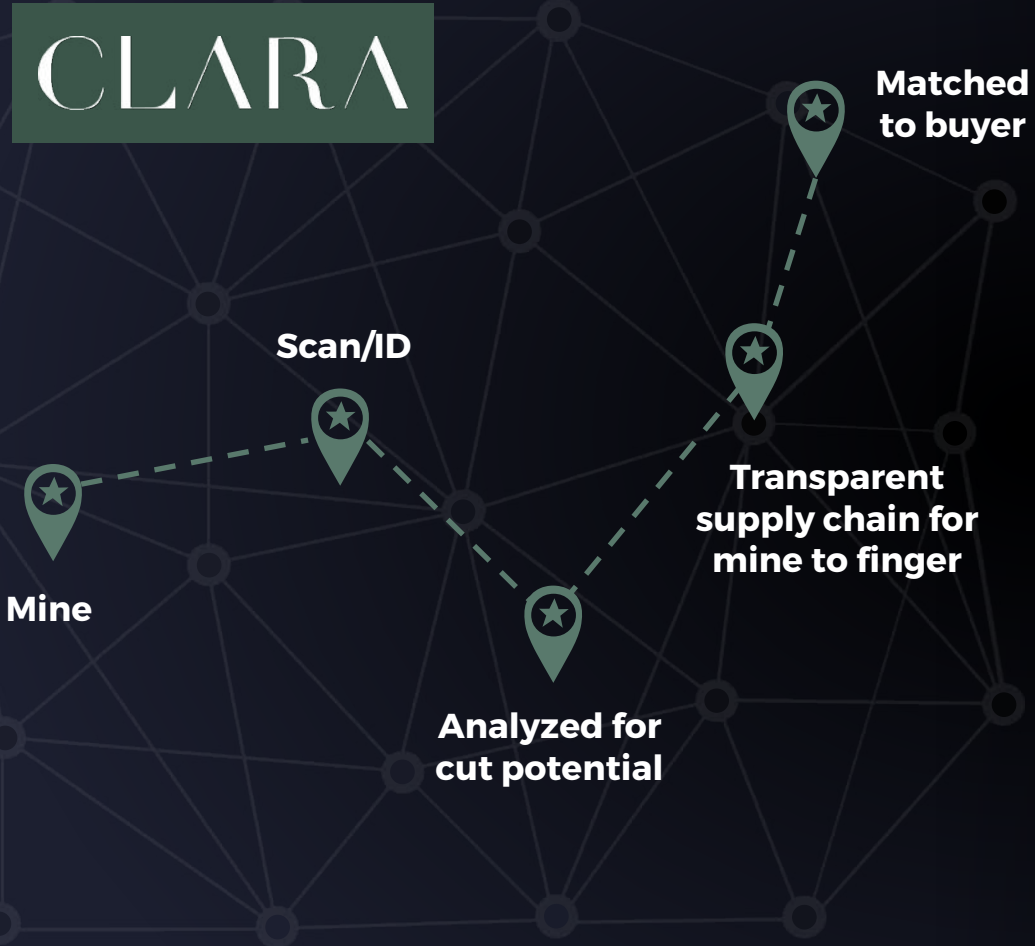 CLARA
Matched
to buyer
Scan/ID
Transparent
supply chain for
mine to finger
Mine
Analyzed for
cut potential